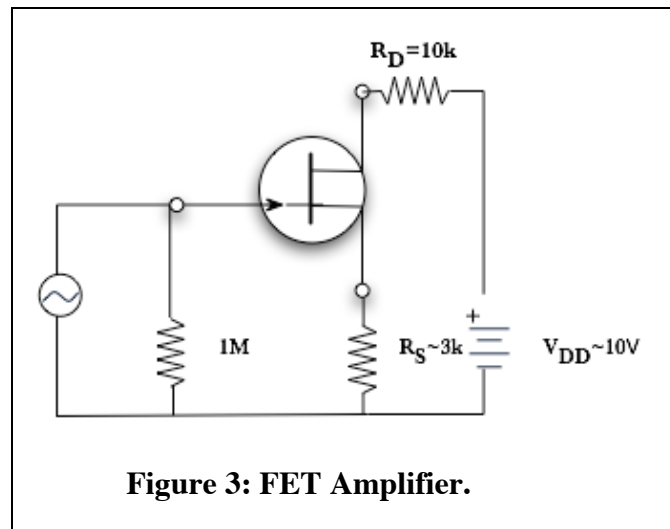 R_D=10k
1M
R_S~3k
+
V_DD~10V
Figure 3: FET Amplifier.